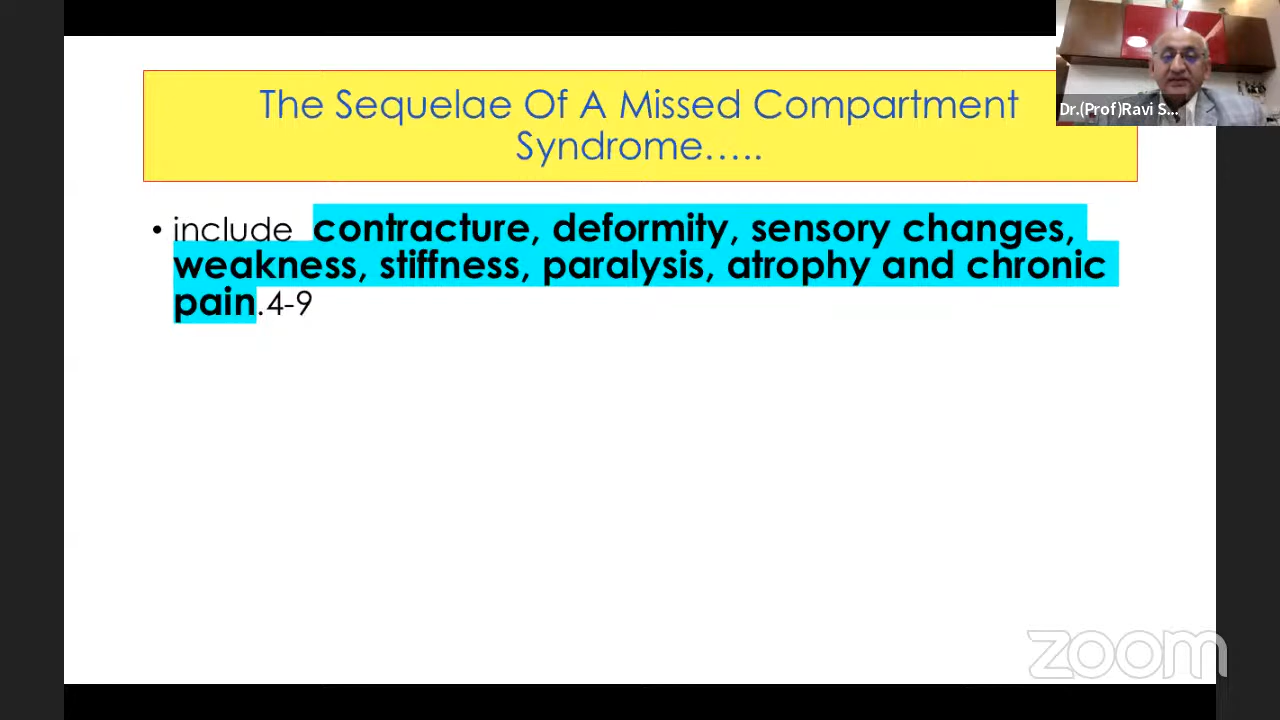 The Sequelae Of A Missed Compartment
Syndrome.....
• include contracture, deformity, sensory changes,
weakness, stiffness, paralysis, atrophy and chronic
pain.4-9
Dr.(Prof)Ravi S...
zoom